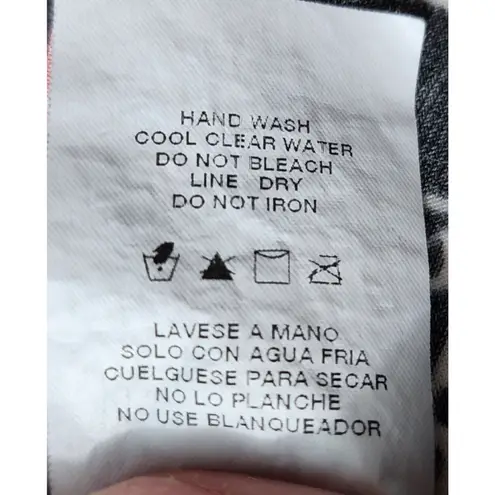 HAND WASH
COOL CLEAR WATER
DO NOT BLEACH
LINE DRY
DO NOT IRON
LAVESE A MANO
SOLO CON AGUA FRIA
CUELGUESE PARA SECAR
NO LO PLANCHE
NO USE BLANQUEADOR